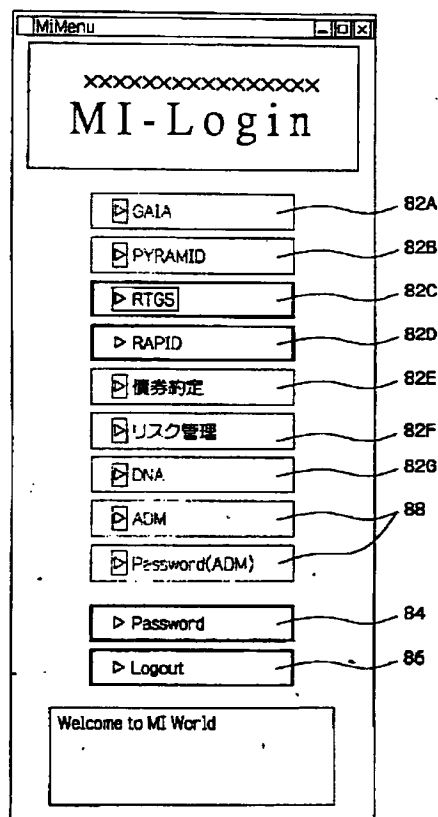 MiMenu
xxxxxxxxxxxxxxxxx
MI-Login
GAIA 82A
PYRAMID 82B
RTGS 82C
RAPID 82D
債券約定 82E
リスク管理 82F
DNA 82G
ADM 88
Password(ADM)
Password 84
Logout 86
Welcome to MI World